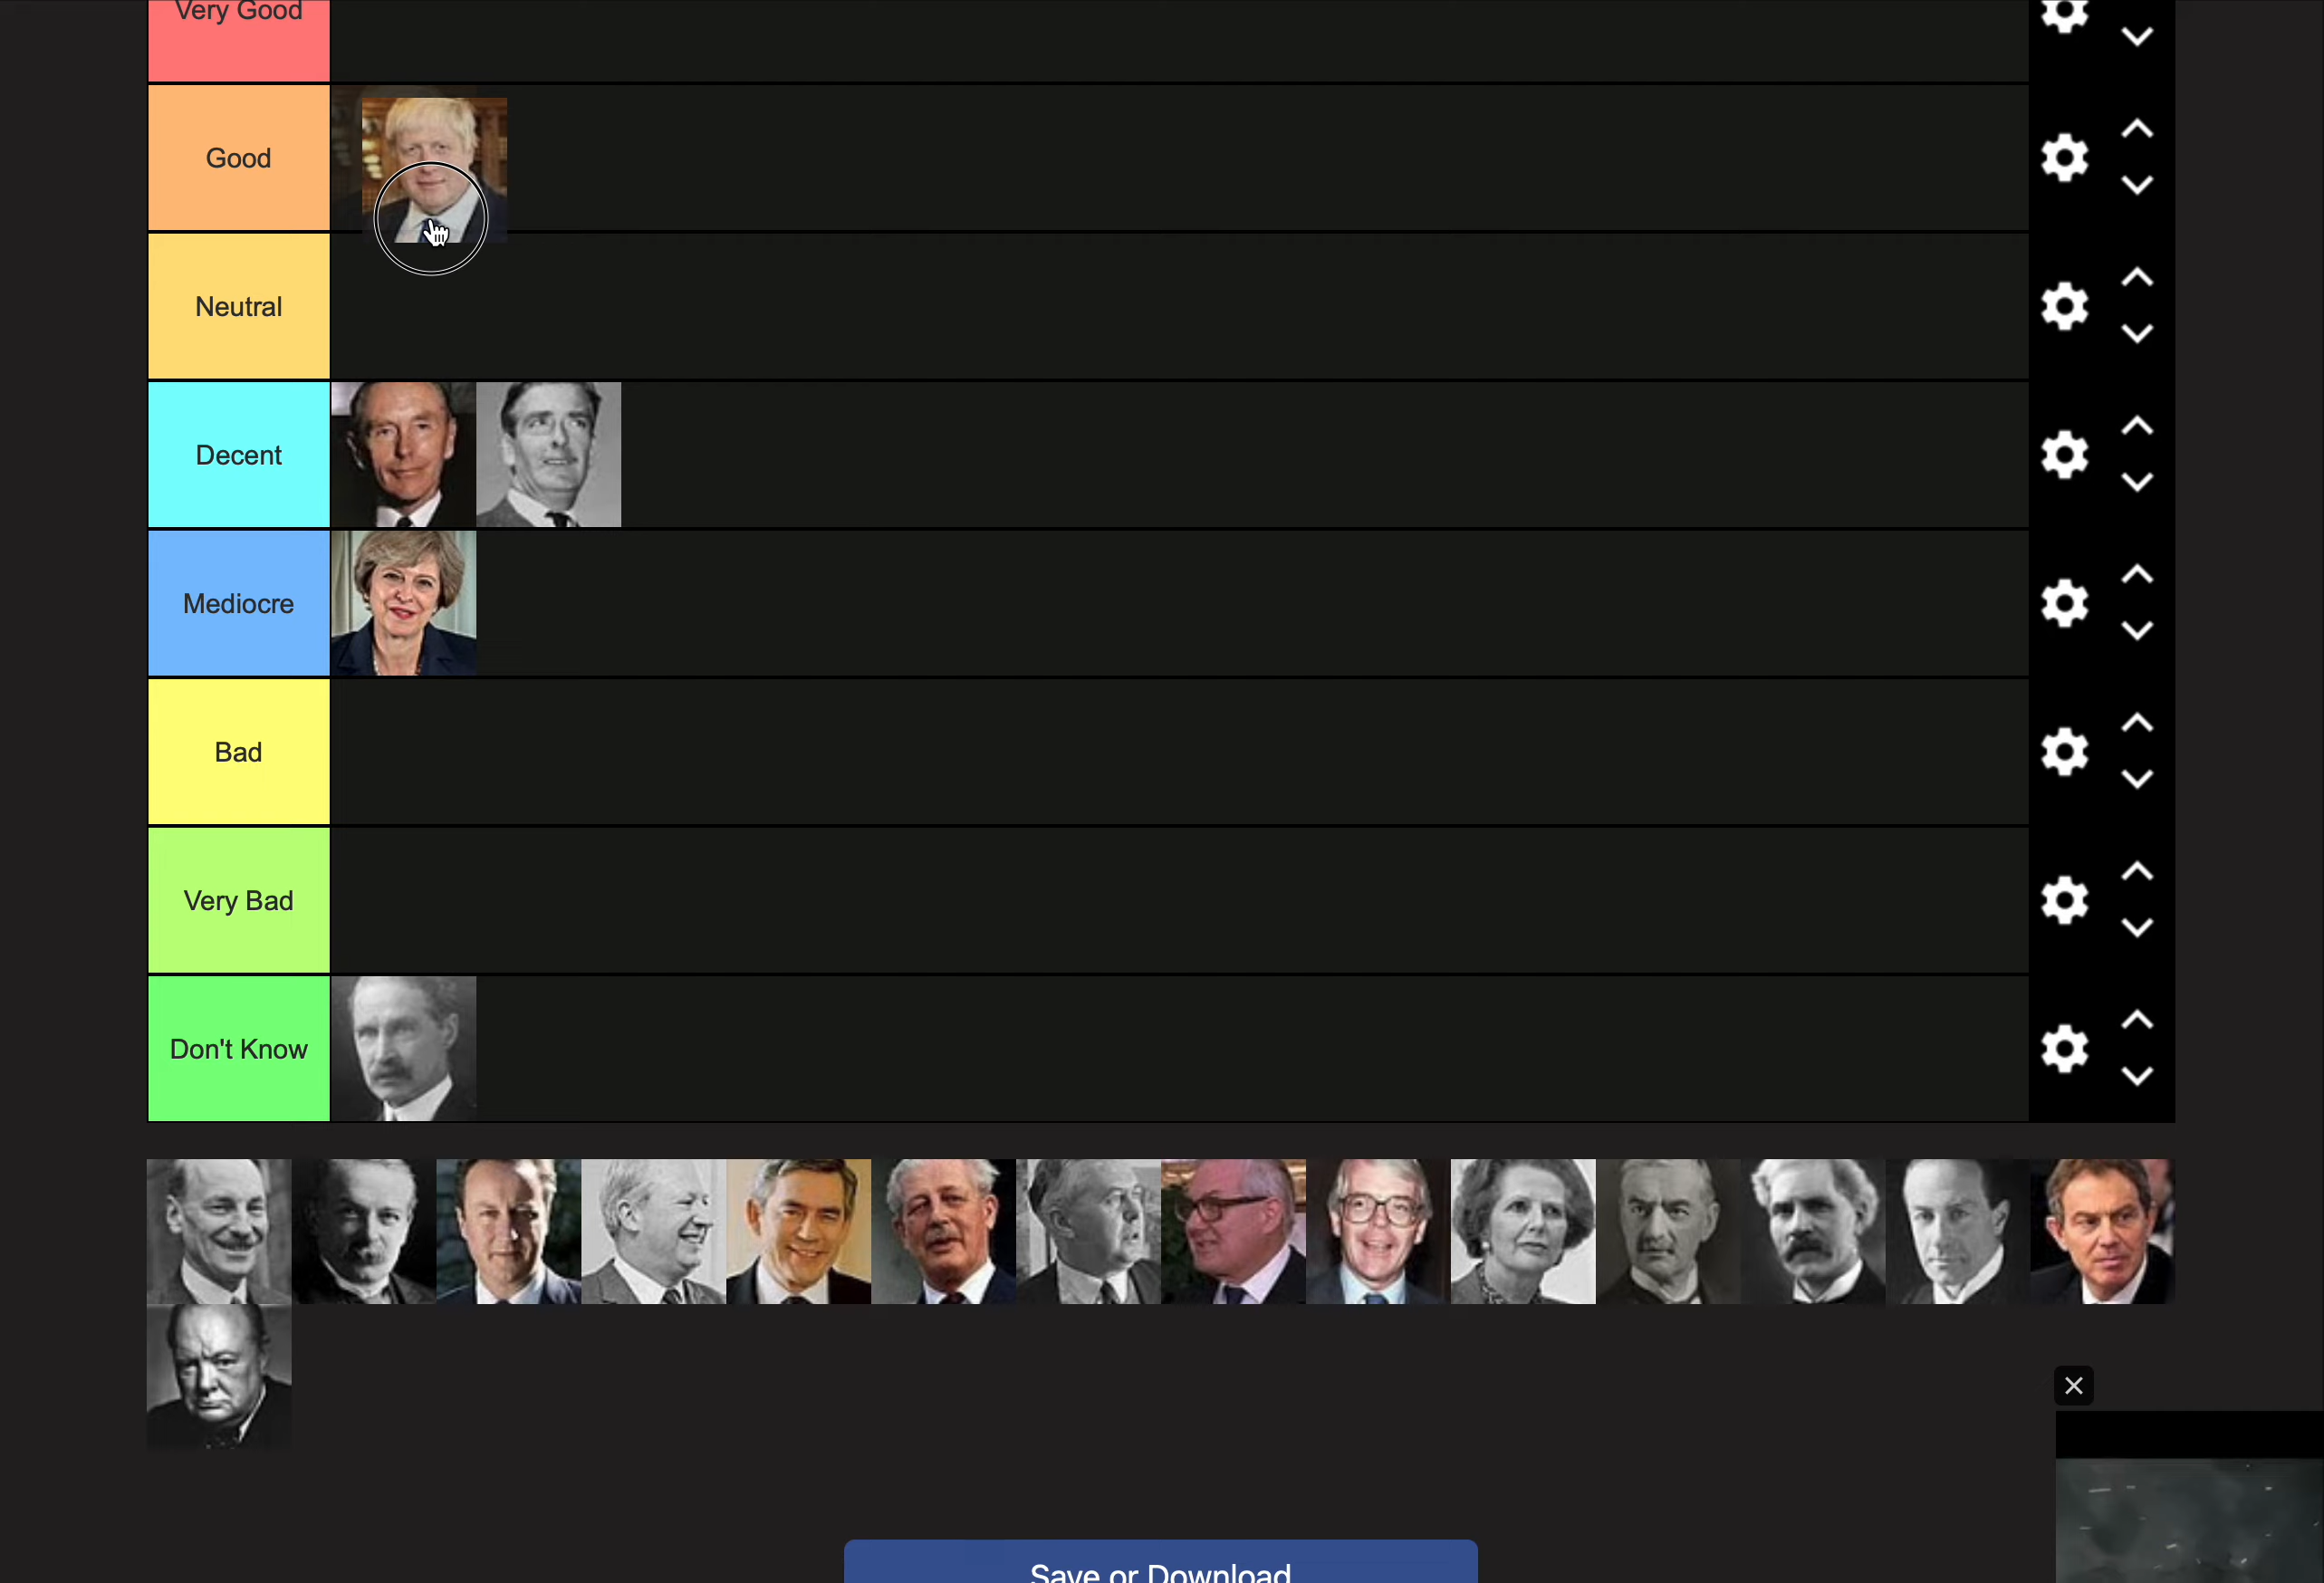 Very Good
Good
Neutral
Decent
Mediocre
Bad
Very Bad
Don't Know
Save or Download